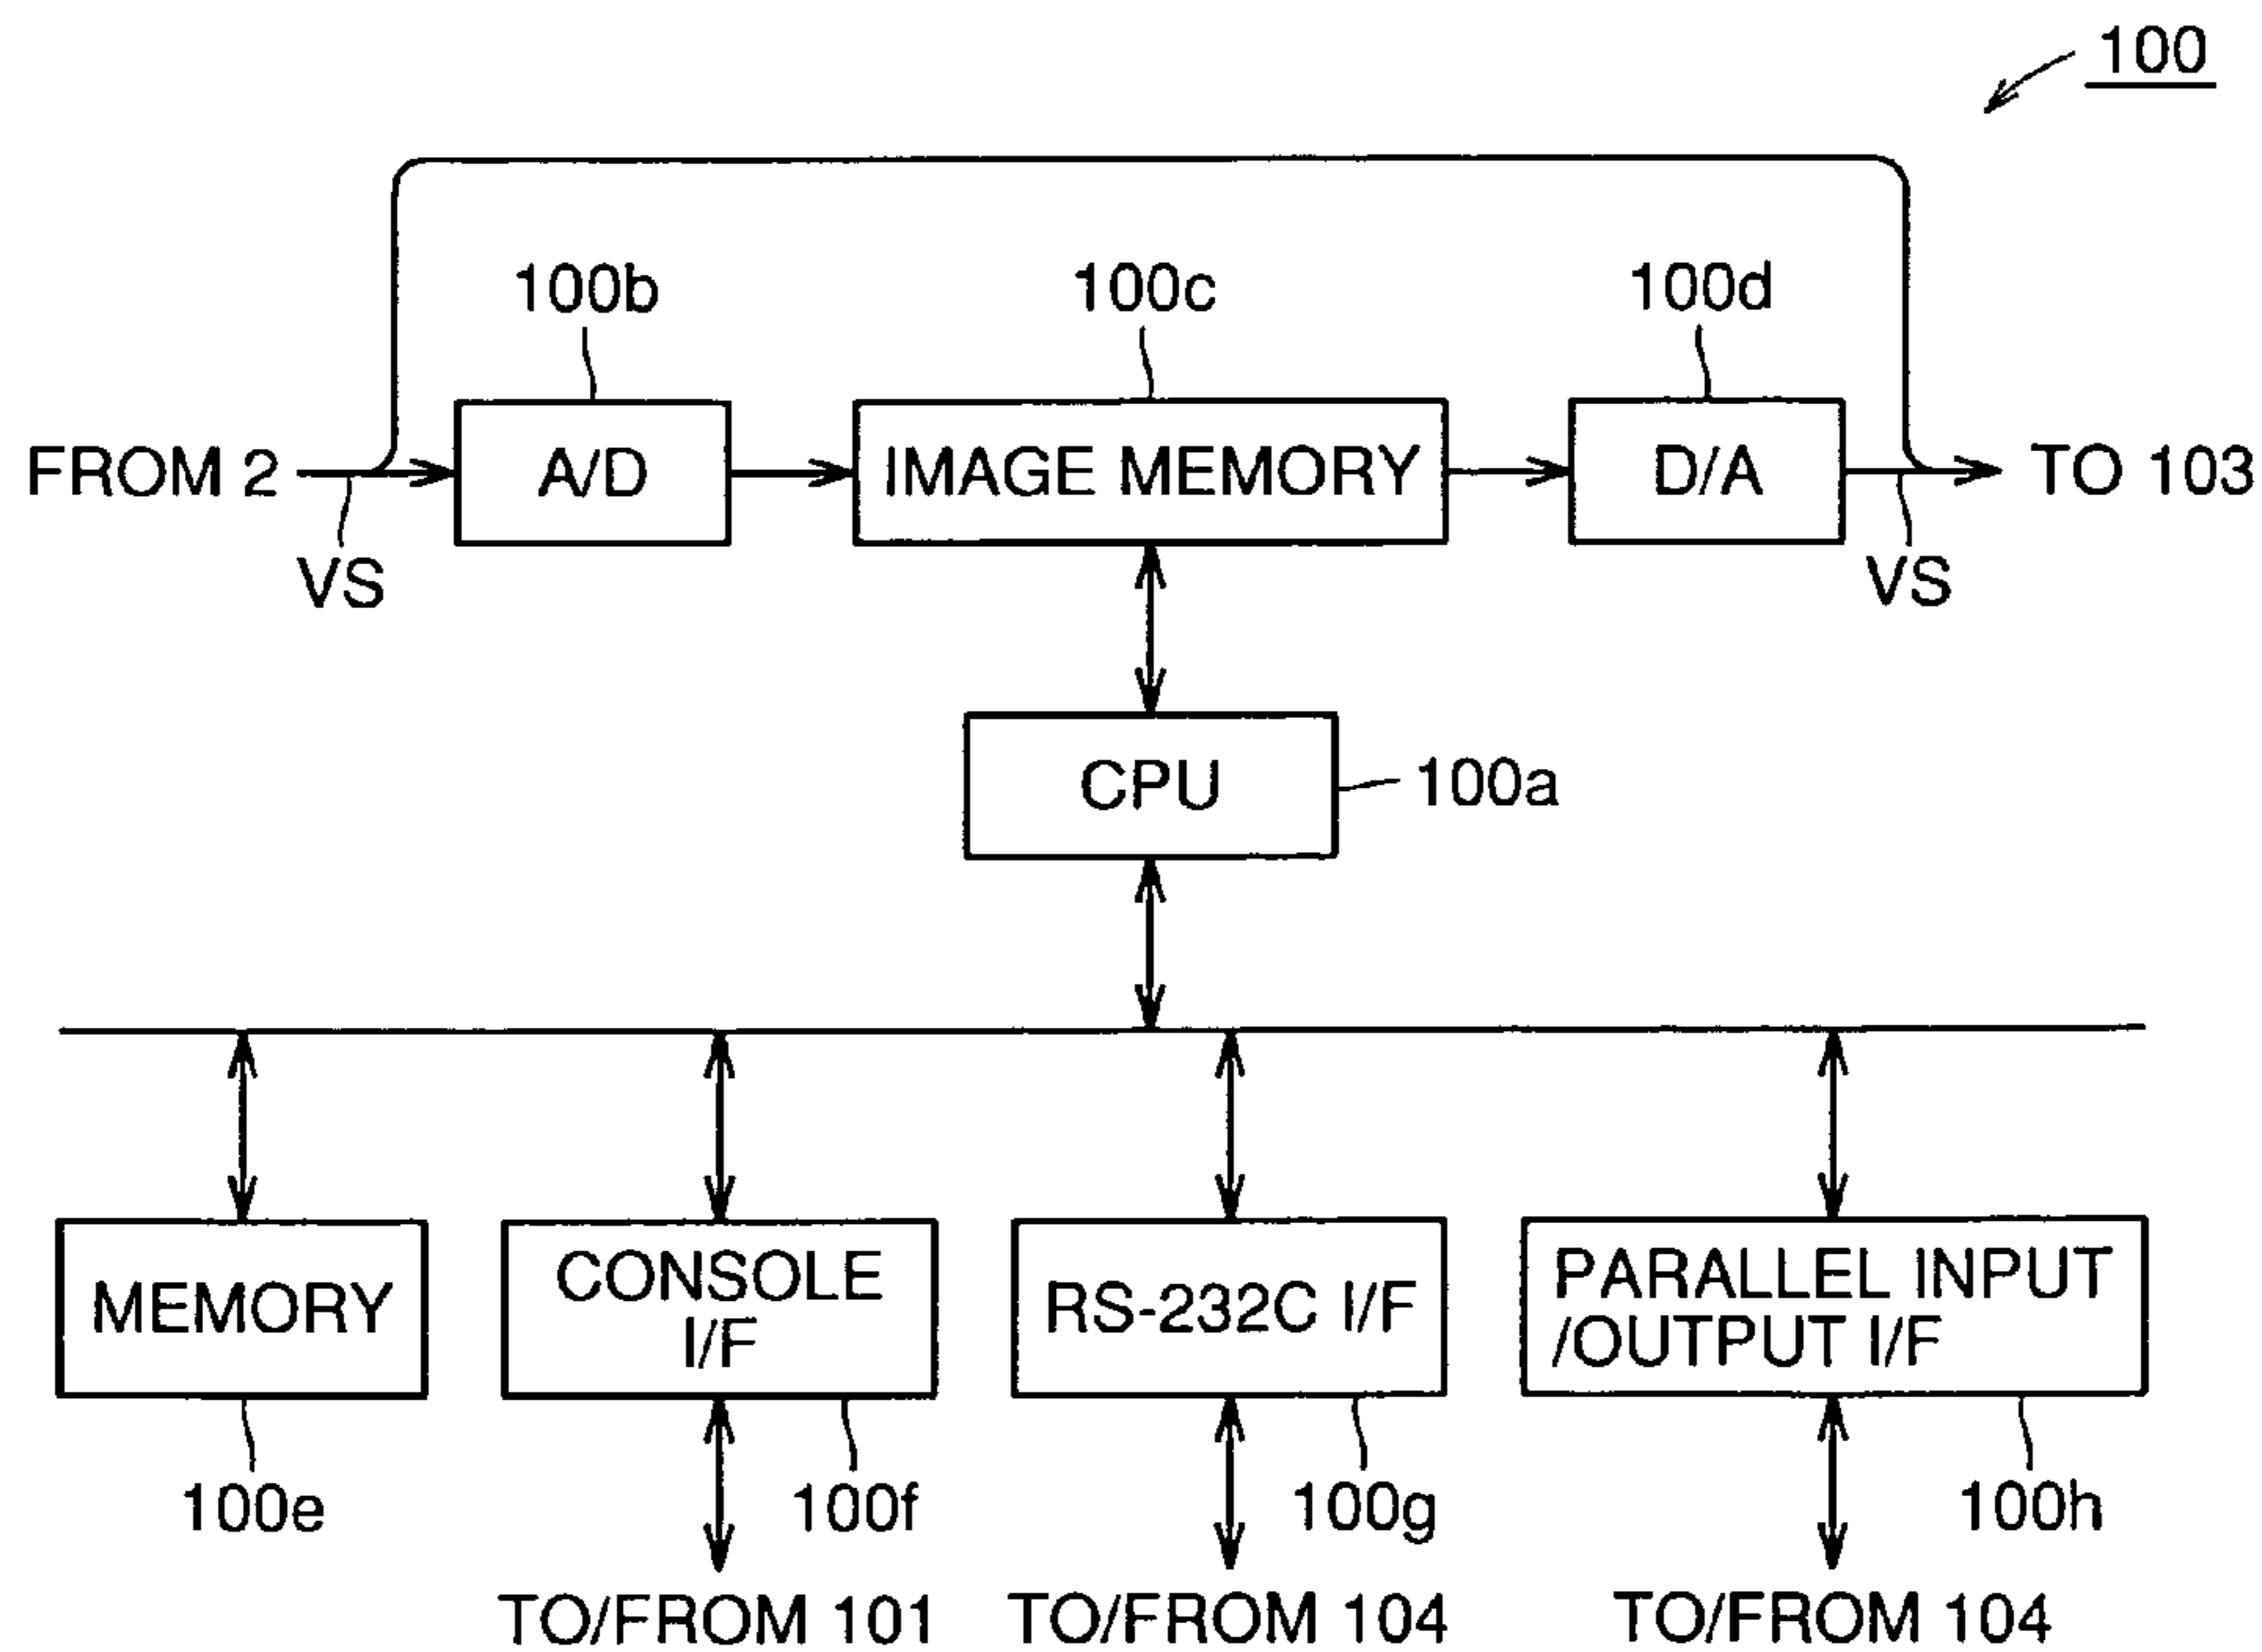 100
100b
100c
100d
FROM 2
A/D
IMAGE MEMORY
D/A
TO 103
VS
VS
CPU
100a
MEMORY
CONSOLE
I/F
RS-232C I/F
PARALLEL INPUT
/OUTPUT I/F
100e
100f
100g
100h
TO/FROM 101
TO/FROM 104
TO/FROM 104